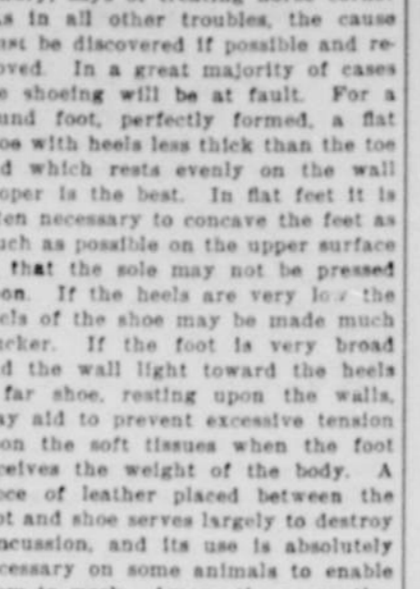 s in all other troubles, the cause
ust be discovered if possible and re-
oved. In a great majority of cases
e shoeing will be at fault. For a
und foot, perfectly formed, a flat
oe with heels less thick than the toe
d which rests evenly on the wall
oper is the best. In flat feet it is
ten necessary to concave the feet as
uch as possible on the upper surface
that the sole may not be pressed
on. If the heels are very low the
els of the shoe may be made much
icker. If the foot is very broad
d the wall light toward the heels
far shoe, resting upon the walls,
ay aid to prevent excessive tension
on the soft tissues when the foot
ceives the weight of the body. A
ece of leather placed between the
ot and shoe serves largely to destroy
ncussion, and its use is absolutely
cessary on some animals to enable